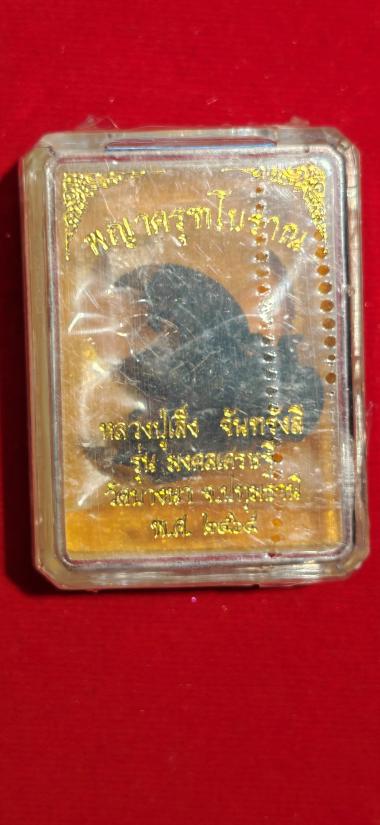 พญาครุฑโบราณ
หลวงปู่เส็ง จันทรังสี
รุ่น มงคลเศรษฐี
วัดบางนา จ.ปทุมธานี
พ.ศ. ๒๕๖๕